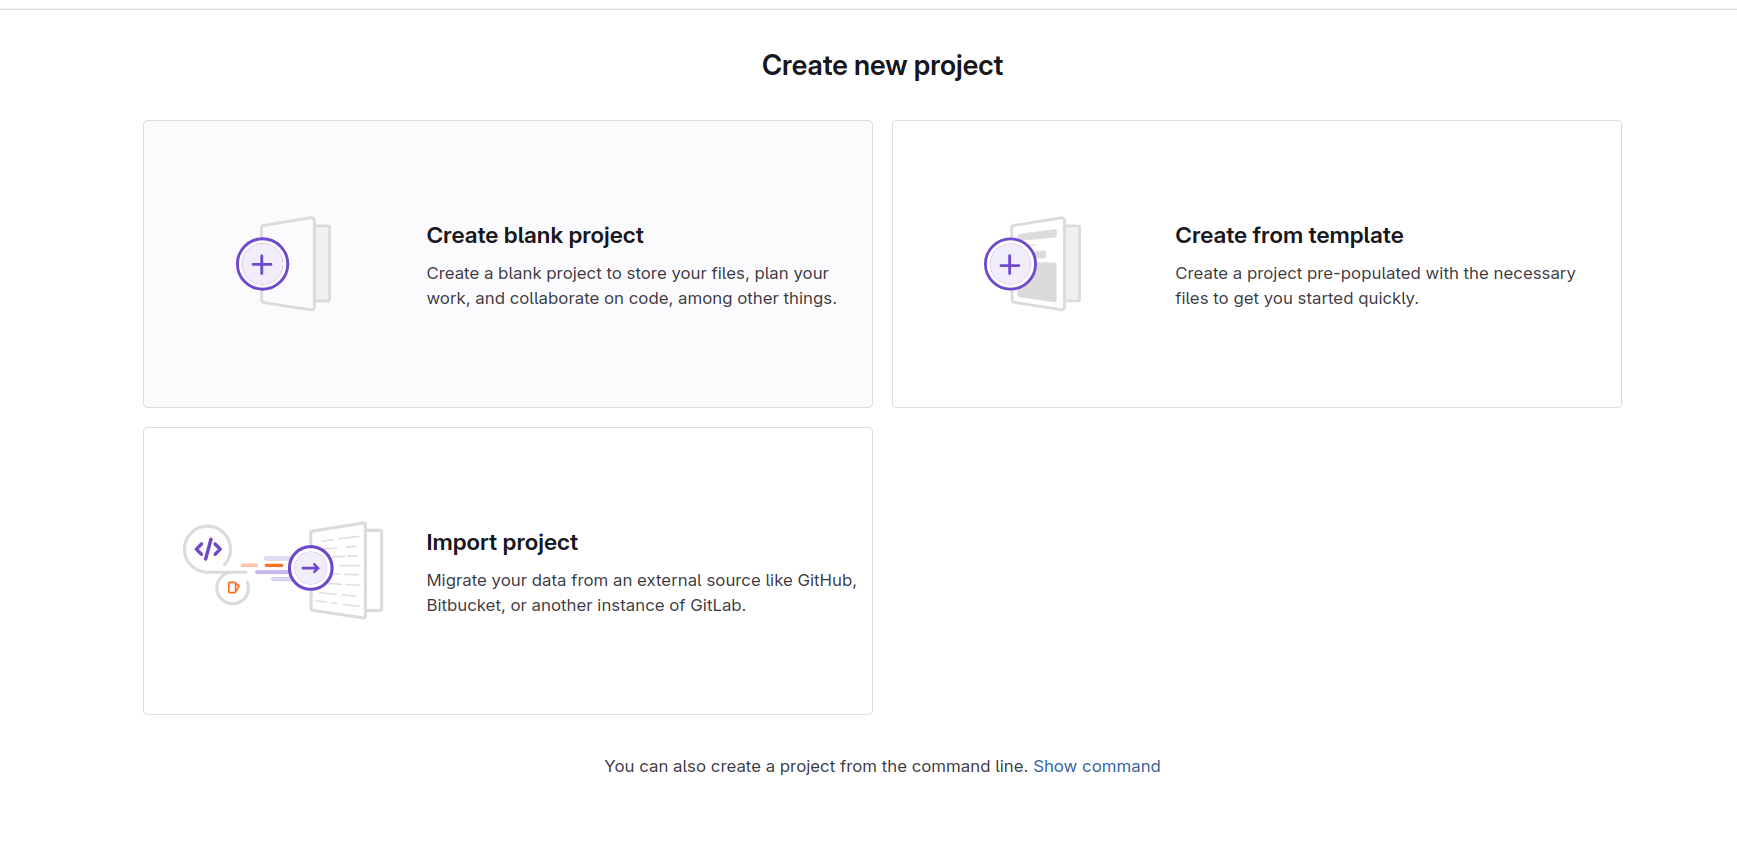 Create new project
Create blank project
Create a blank project to store your files, plan your
work, and collaborate on code, among other things.
Create from template
Create a project pre-populated with the necessary
files to get you started quickly.
Import project
Migrate your data from an external source like GitHub,
Bitbucket, or another instance of GitLab.
You can also create a project from the command line. Show command